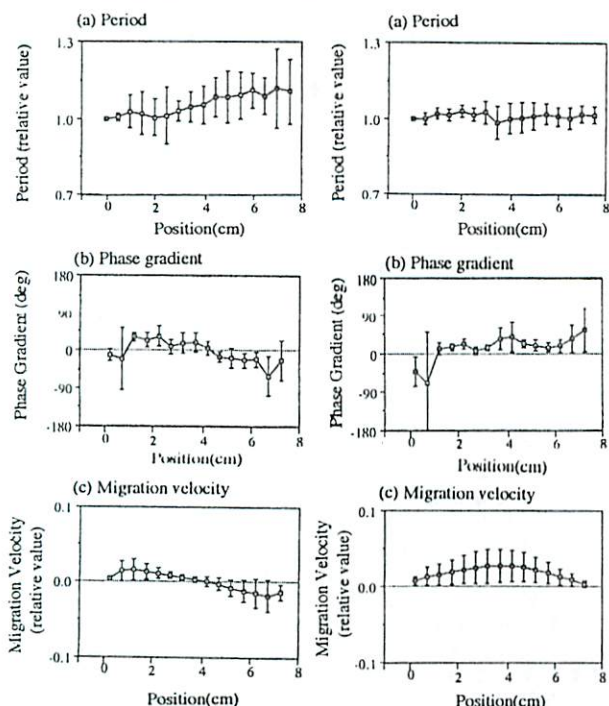 (a) Period
1.3
1.0
0.7
Period (relative value)
0 2 4 6 8
Position(cm)
(b) Phase gradient
180
90
0
-90
-180
Phase Gradient (deg)
0 2 4 6 8
Position(cm)
(c) Migration velocity
0.1
0.0
-0.1
Migration Velocity
(relative value)
0 2 4 6 8
Position(cm)
(a) Period
1.3
1.0
0.7
Period (relative value)
0 2 4 6 8
Position(cm)
(b) Phase gradient
180
90
0
-90
-180
Phase Gradient (deg)
0 2 4 6 8
Position(cm)
(c) Migration velocity
0.1
0.0
-0.1
Migration Velocity
(relative value)
0 2 4 6 8
Position(cm)